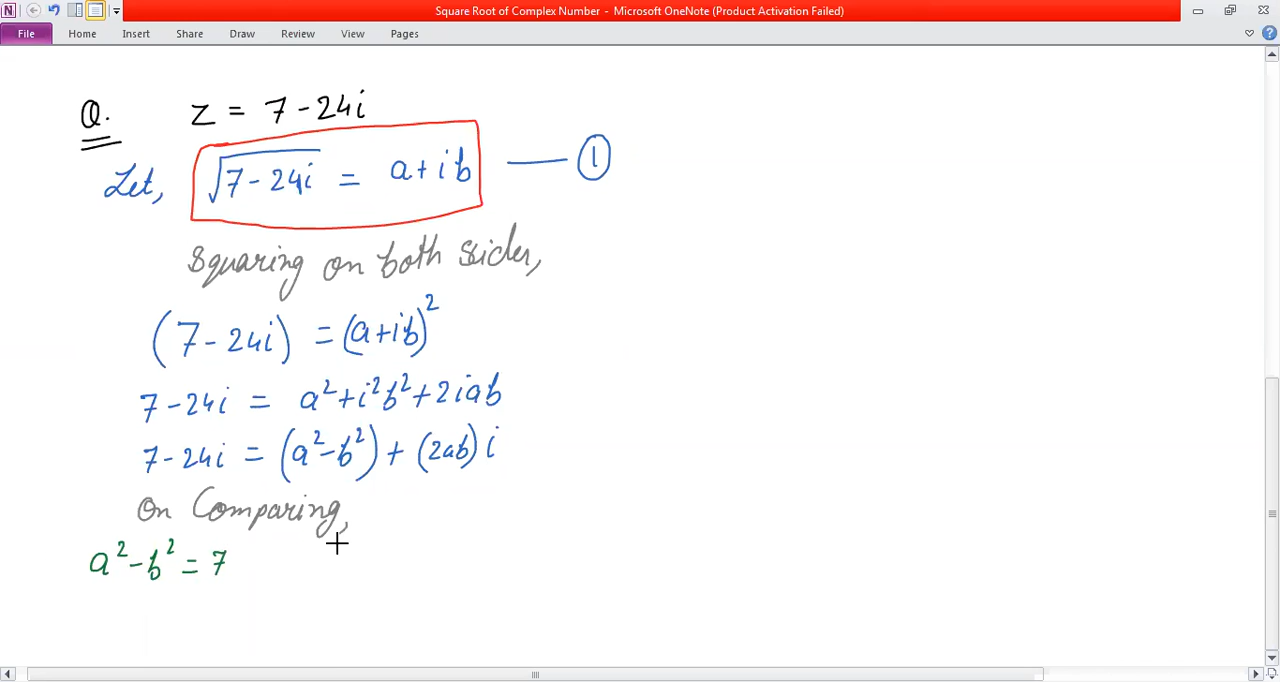 Square Root of Complex Number - Microsoft OneNote (Product Activation Failed)
File Home Insert Share Draw Review View Pages
Q. z = 7 - 24i
Let, √7 - 24i = a + ib —— ①
Squaring on both sides,
(7 - 24i) = (a + ib)²
7 - 24i = a² + i²b² + 2iab
7 - 24i = (a² - b²) + (2ab) i
On Comparing,
a² - b² = 7